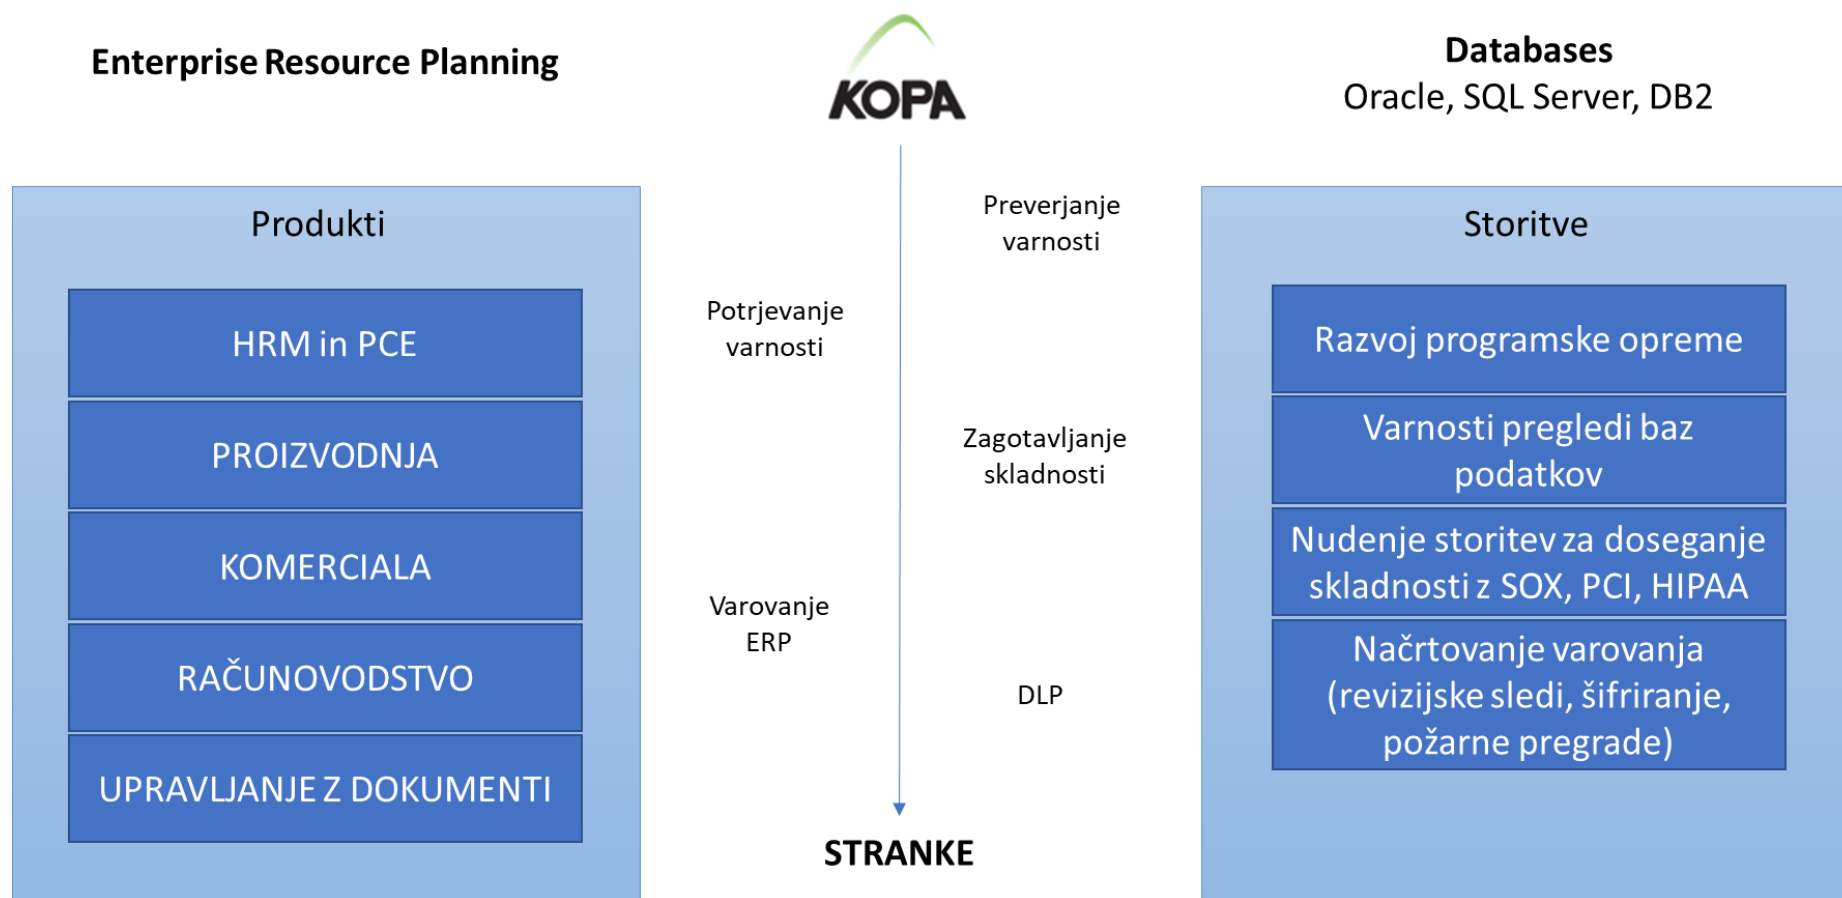 Enterprise Resource Planning
KOPA
Databases
Oracle, SQL Server, DB2
Produkti
HRM in PCE
PROIZVODNJA
KOMERCIALA
RAČUNOVODSTVO
UPRAVLJANJE Z DOKUMENTI
Preverjanje
varnosti
Potrjevanje
varnosti
Zagotavljanje
skladnosti
Varovanje
ERP
DLP
STRANKE
Storitve
Razvoj programske opreme
Varnosti pregledi baz
podatkov
Nudenje storitev za doseganje
skladnosti z SOX, PCI, HIPAA
Načrtovanje varovanja
(revizijske sledi, šifriranje,
požarne pregrade)